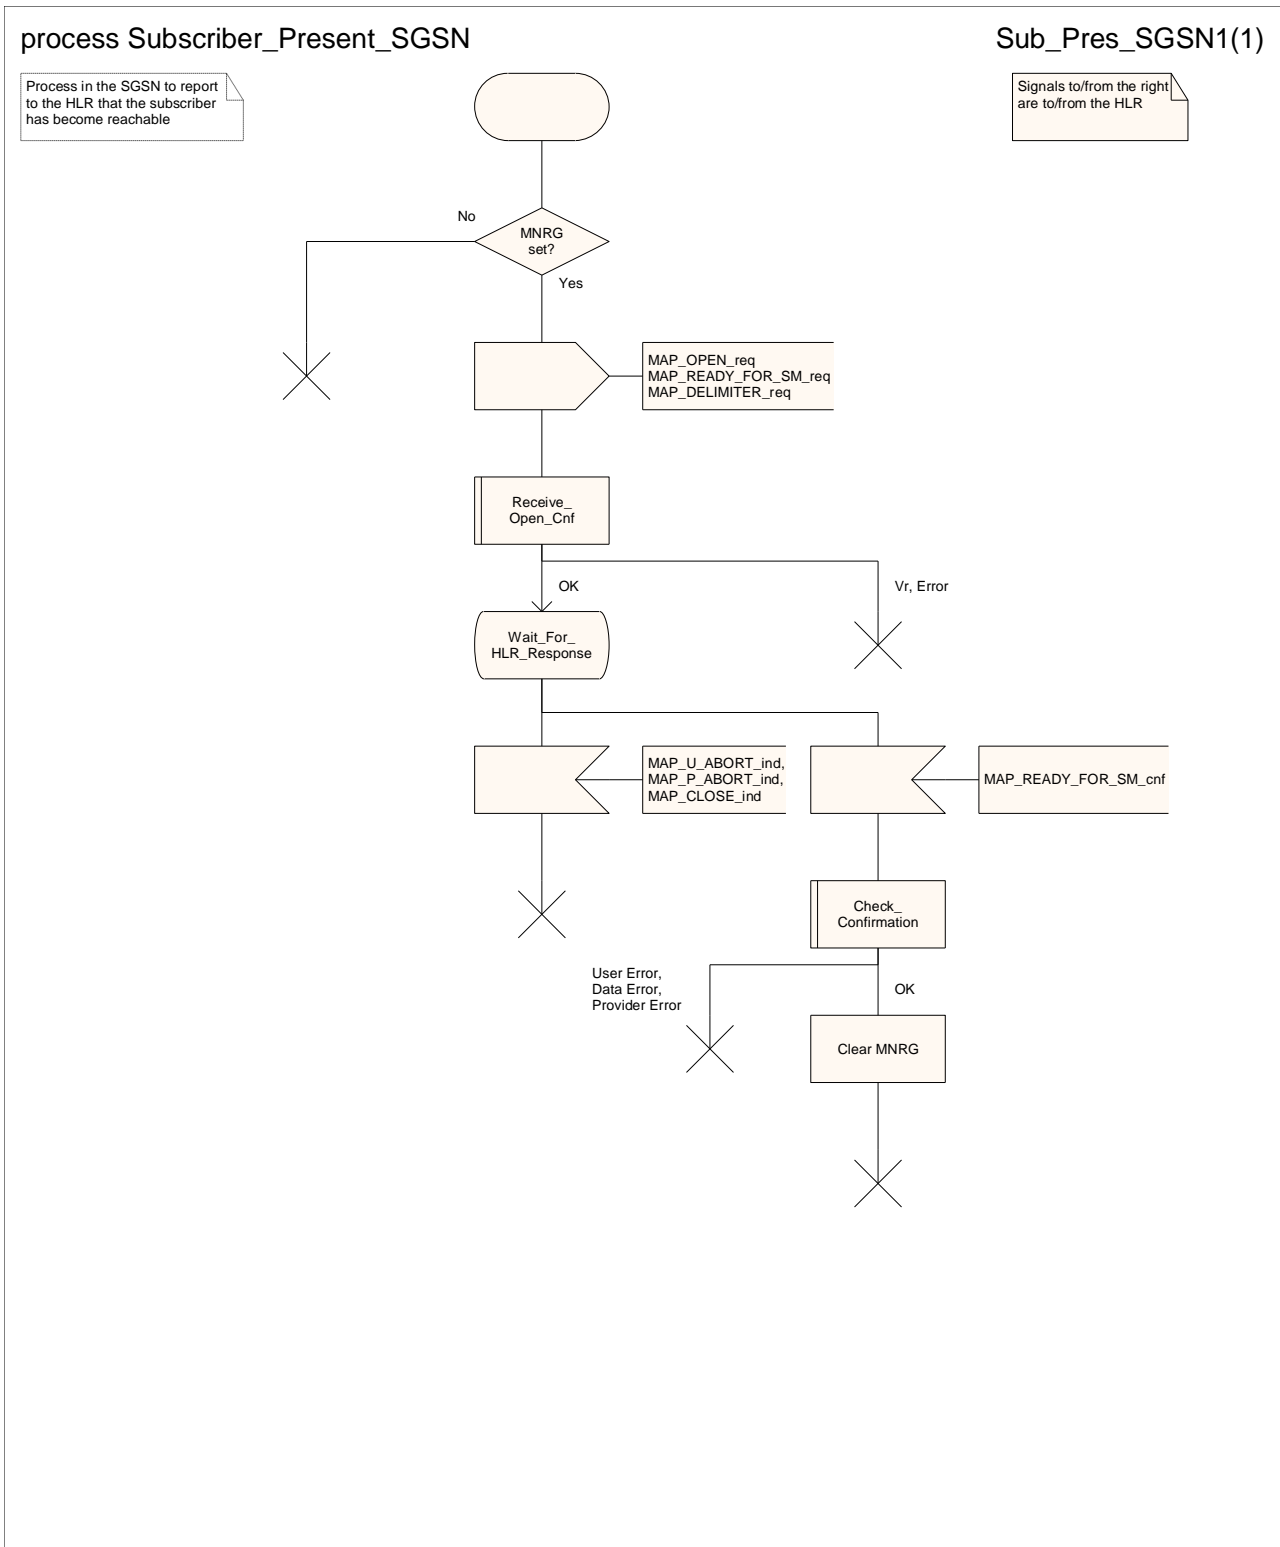 process Subscriber_Present_SGSN
Sub_Pres_SGSN1(1)
Process in the SGSN to report
to the HLR that the subscriber
has become reachable
Signals to/from the right
are to/from the HLR
No
MNRG
set?
Yes
MAP_OPEN_req
MAP_READY_FOR_SM_req
MAP_DELIMITER_req
Receive_
Open_Cnf
OK
Vr, Error
Wait_For_
HLR_Response
MAP_U_ABORT_ind,
MAP_P_ABORT_ind,
MAP_CLOSE_ind
MAP_READY_FOR_SM_cnf
Check_
Confirmation
User Error,
Data Error,
Provider Error
OK
Clear MNRG